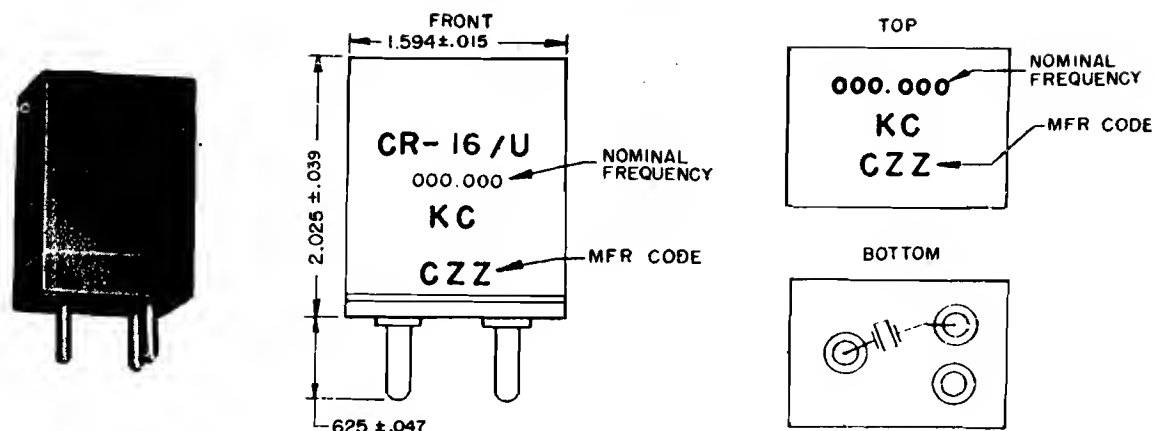 FRONT
1.594±.015
2.025 ±.039
CR-16/U
000.000
NOMINAL
FREQUENCY
KC
CZZ
MFR CODE
625 ±.047
TOP
000.000
NOMINAL
FREQUENCY
KC
CZZ
MFR CODE
BOTTOM